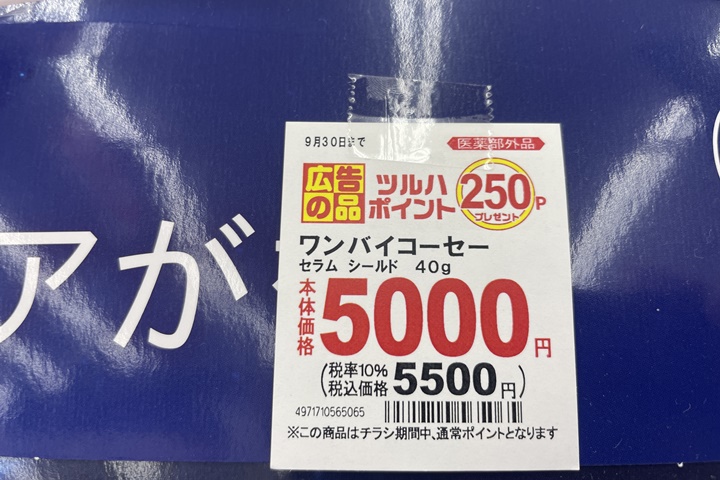 9月30日まで
医薬部外品
広告の品
ツルハポイント
250P
プレゼント
ワンバイコーセー
セラム シールド 40g
本体価格 5000円
(税率10% 税込価格 5500円)
4971710565065
※この商品はチラシ期間中、通常ポイントとなります
アが